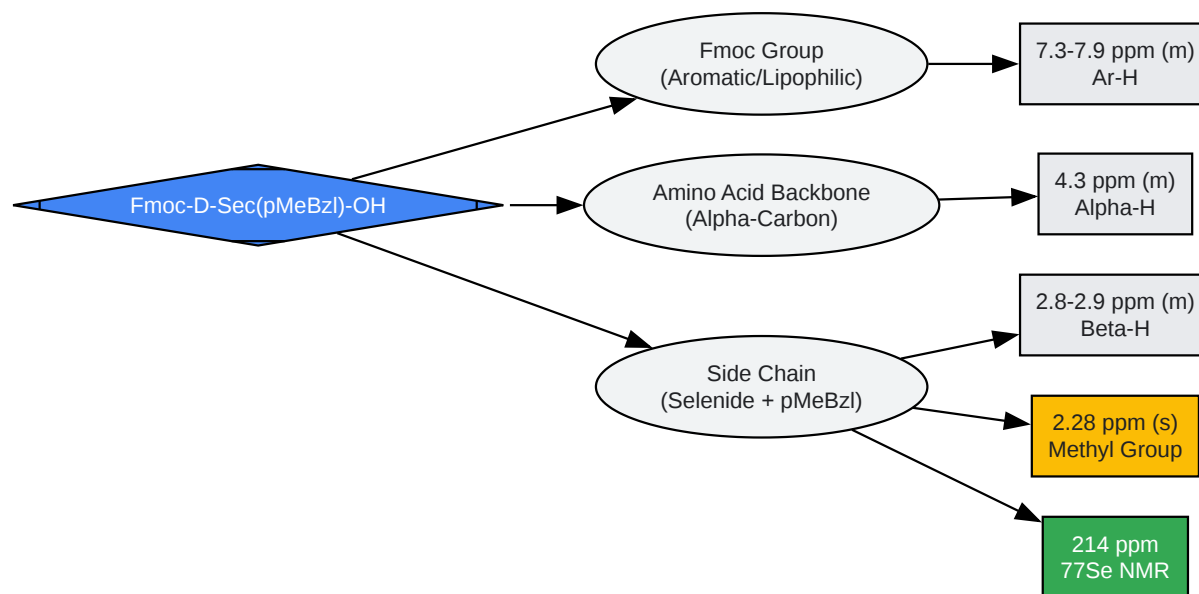 Fmoc Group
(Aromatic/Lipophilic)
7.3-7.9 ppm (m)
Ar-H
Fmoc-D-Sec(pMeBzl)-OH
Amino Acid Backbone
(Alpha-Carbon)
4.3 ppm (m)
Alpha-H
2.8-2.9 ppm (m)
Beta-H
Side Chain
(Selenide + pMeBzl)
2.28 ppm (s)
Methyl Group
214 ppm
77Se NMR